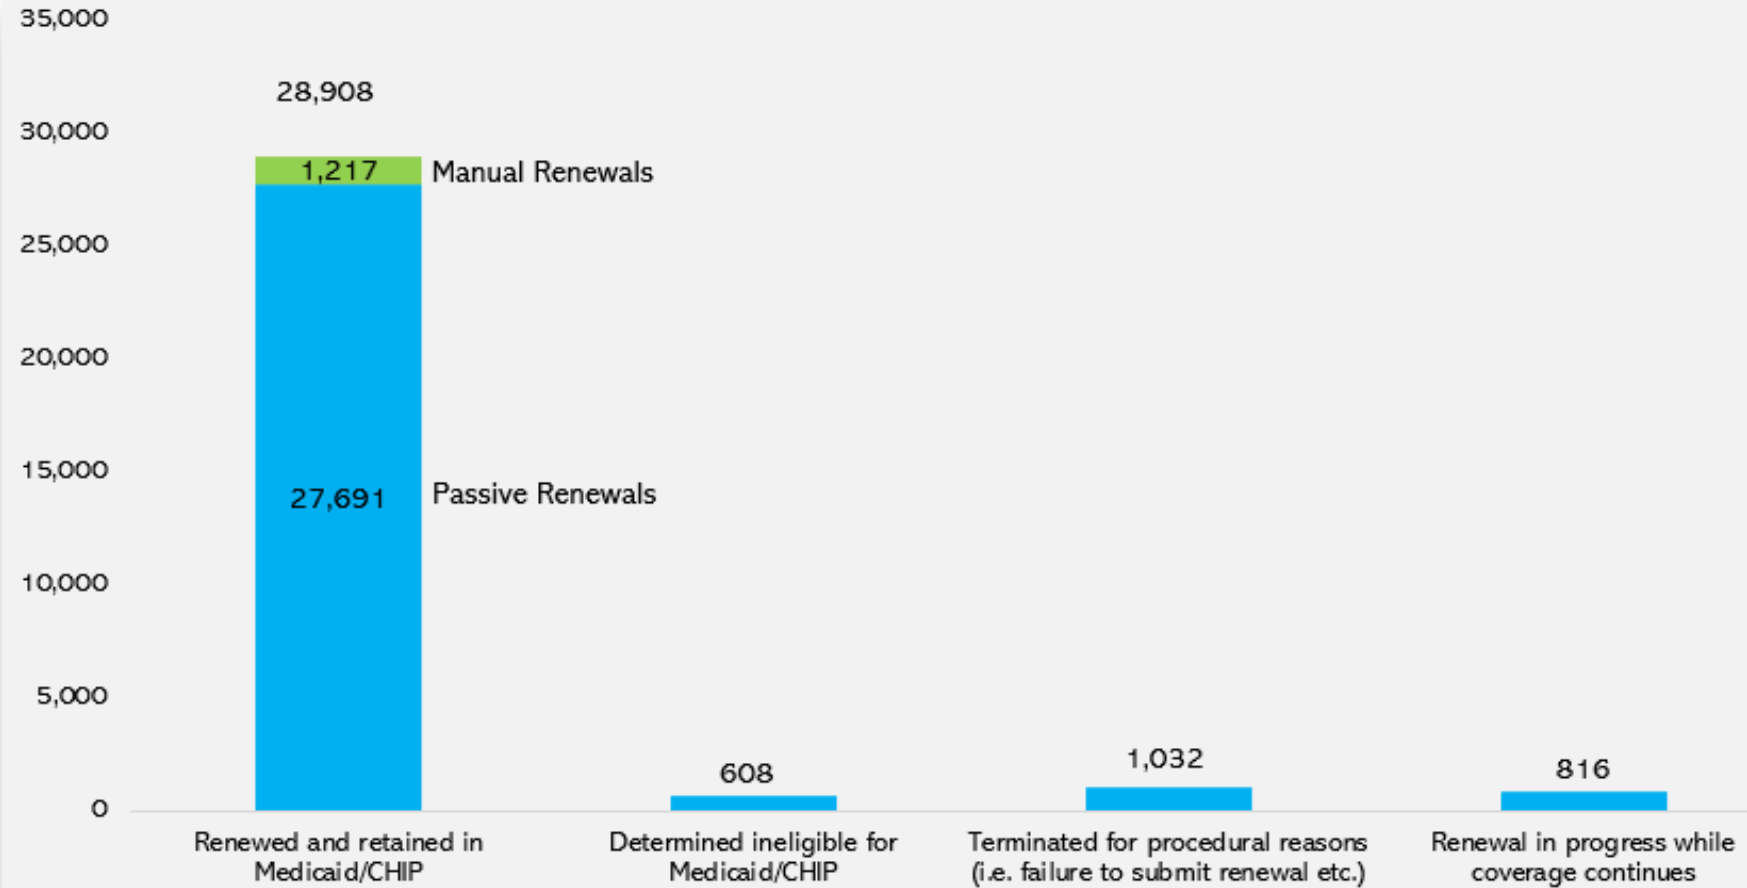 35,000
28,908
30,000
1,217 Manual Renewals
25,000
20,000
15,000
27,691 Passive Renewals
10,000
5,000
1,032
608
816
0
Renewed and retained in
Medicaid/CHIP
Determined ineligible for
Medicaid/CHIP
Terminated for procedural reasons
(i.e. failure to submit renewal etc.)
Renewal in progress while
coverage continues